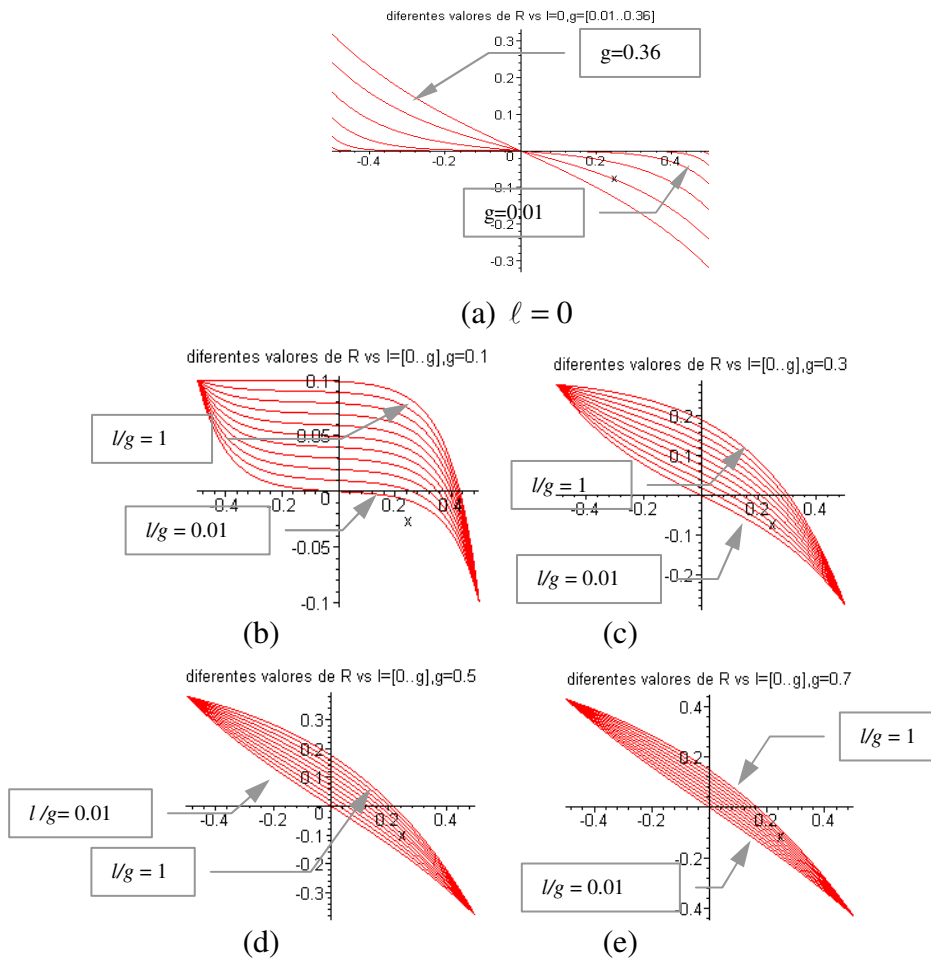 diferentes valores de R vs l=0,g=[0.01..0.36]
0.3
g=0.36
0.2
0.1
-0.4 -0.2 0 0.2 0.4
x
g=0.01
-0.1
-0.2
-0.3
(a) ℓ = 0
diferentes valores de R vs l=[0..g],g=0.1
0.1
l/g = 1
0.05
-0.4 -0.2 0 0.2 0.4
x
l/g = 0.01
-0.05
-0.1
(b)
diferentes valores de R vs l=[0..g],g=0.3
0.2
0.1
l/g = 1
-0.4 -0.2 0 0.2 0.4
x
-0.1
l/g = 0.01
-0.2
(c)
diferentes valores de R vs l=[0..g],g=0.5
0.3
0.2
0.1
l /g= 0.01
-0.4 -0.2 0 0.2 0.4
x
-0.1
l/g = 1
-0.2
-0.3
(d)
diferentes valores de R vs l=[0..g],g=0.7
0.4
l/g = 1
0.2
-0.4 -0.2 0 0.2 0.4
x
-0.2
l/g = 0.01
-0.4
(e)